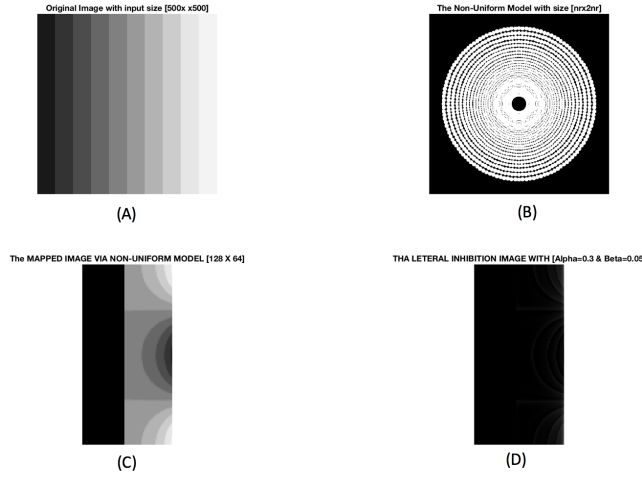 Original Image with input size [500x x500]
The Non-Uniform Model with size [nrx2nr]
(A)
(B)
The MAPPED IMAGE VIA NON-UNIFORM MODEL [128 X 64]
THA LETERAL INHIBITION IMAGE WITH [Alpha=0.3 & Beta=0.05
(C)
(D)